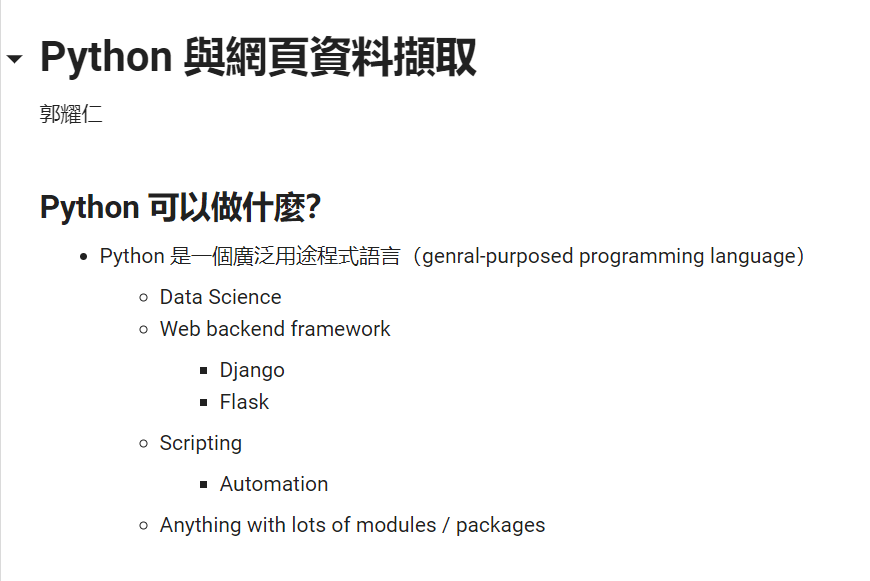 Python 與網頁資料擷取
郭耀仁
Python 可以做什麼?
Python 是一個廣泛用途程式語言（genral-purposed programming language）
Data Science
Web backend framework
Django
Flask
Scripting
Automation
Anything with lots of modules / packages